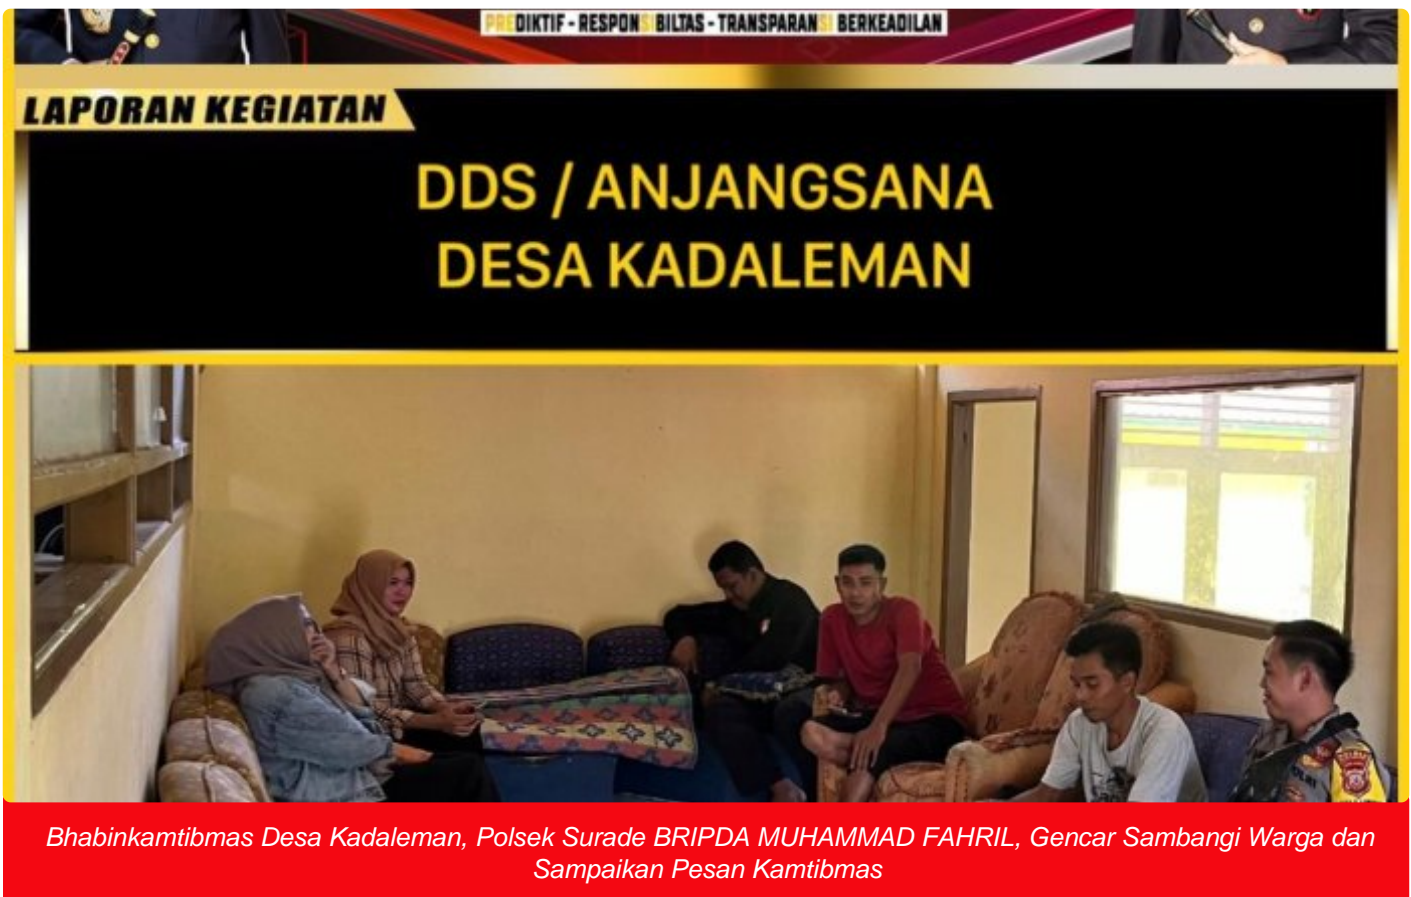 PREDIKTIF - RESPONSIBILTAS - TRANSPARANSI BERKEADILAN
LAPORAN KEGIATAN
DDS / ANJANGSANA
DESA KADALEMAN
Bhabinkamtibmas Desa Kadaleman, Polsek Surade BRIPDA MUHAMMAD FAHRIL, Gencar Sambangi Warga dan
Sampaikan Pesan Kamtibmas